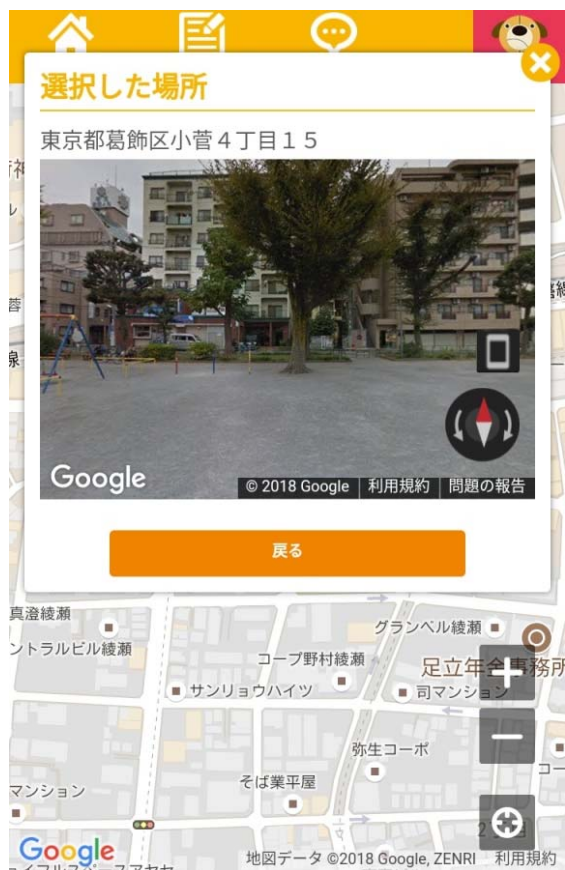 選択した場所
東京都葛飾区小菅４丁目１５
Google
© 2018 Google
利用規約
問題の報告
戻る
真澄綾瀬
ントラルビル綾瀬
グランベル綾瀬
コープ野村綾瀬
足立年金事務所
サンリョウハイツ
司マンション
弥生コーポ
コー
そば業平屋
マンション
Google
地図データ ©2018 Google, ZENRI
利用規約